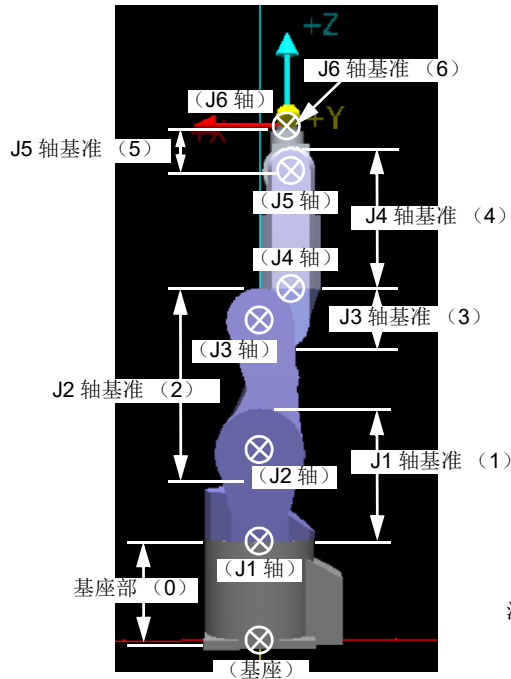 +Z
J6 轴基准 （6）
（J6 轴）
+X
+Y
J5 轴基准 （5）
（J5 轴）
J4 轴基准 （4）
（J4 轴）
J3 轴基准 （3）
（J3 轴）
J2 轴基准 （2）
J1 轴基准 （1）
（J2 轴）
（J1 轴）
基座部 （0）
（基座）